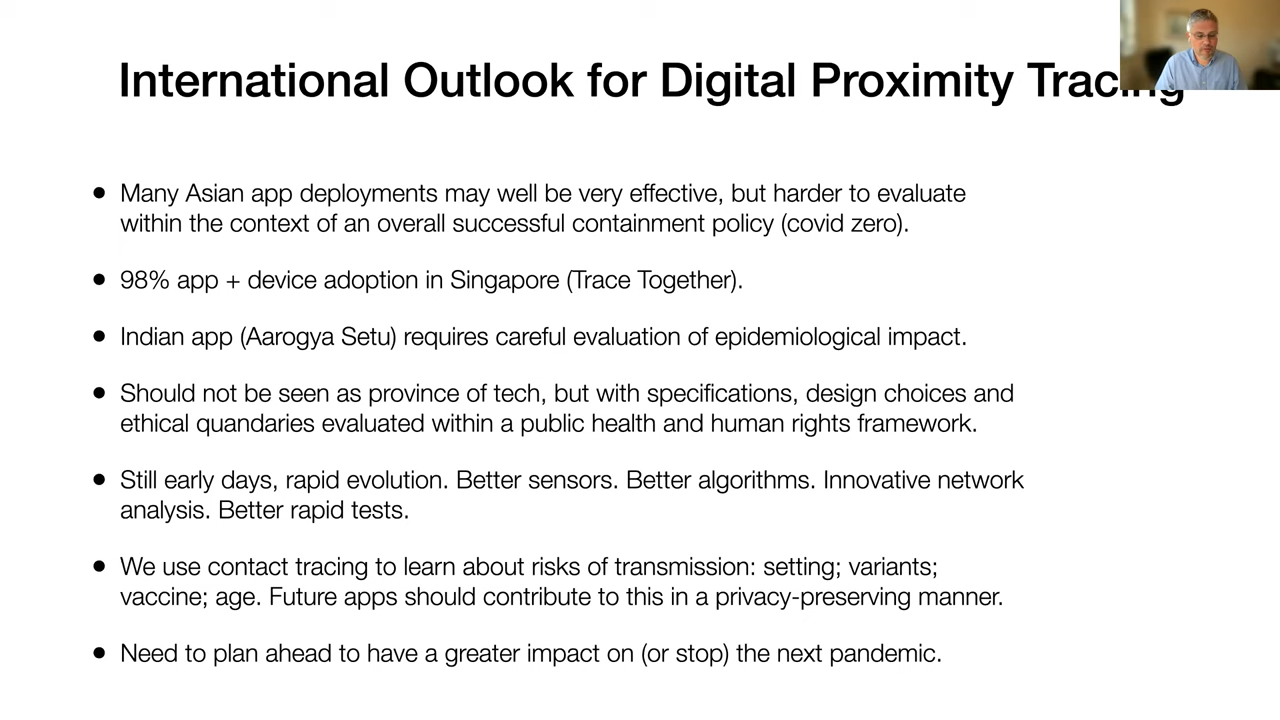 International Outlook for Digital Proximity Tracing
• Many Asian app deployments may well be very effective, but harder to evaluate
within the context of an overall successful containment policy (covid zero).
• 98% app + device adoption in Singapore (Trace Together).
• Indian app (Aarogya Setu) requires careful evaluation of epidemiological impact.
• Should not be seen as province of tech, but with specifications, design choices and
ethical quandaries evaluated within a public health and human rights framework.
• Still early days, rapid evolution. Better sensors. Better algorithms. Innovative network
analysis. Better rapid tests.
• We use contact tracing to learn about risks of transmission: setting; variants;
vaccine; age. Future apps should contribute to this in a privacy-preserving manner.
• Need to plan ahead to have a greater impact on (or stop) the next pandemic.